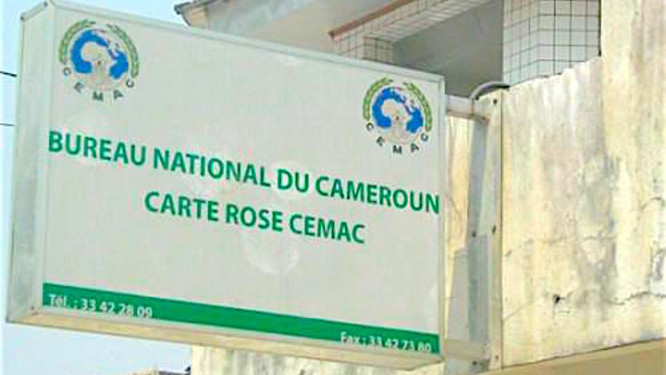 CEMAC
CEMAC
BUREAU NATIONAL DU CAMEROUN
CARTE ROSE CEMAC
Tél. : 33 42 28 09
Fax : 33 42 73 80